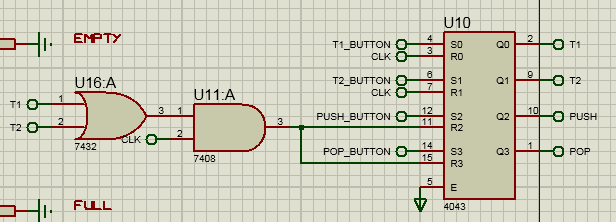 EMPTY
U10
U16:A
U11:A
T1_BUTTON 4 S0 Q0 2 T1
CLK 3 R0
T2_BUTTON 6 S1 Q1 9 T2
CLK 7 R1
T1 1
3 1
PUSH_BUTTON 12 S2 Q2 10 PUSH
T2 2
CLK 2
3
11 R2
7432
7408
POP_BUTTON 14 S3 Q3 1 POP
15 R3
5 E
FULL
4043